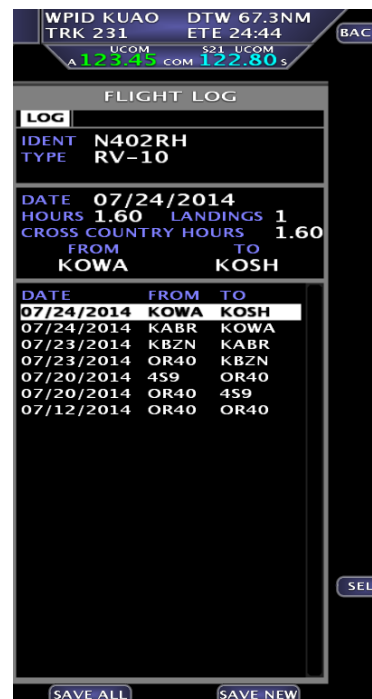 WPID KUAO DTW 67.3NM
TRK 231 ETE 24:44
BAC
UCOM S21 UCOM
A 123.45 COM 122.80 S
FLIGHT LOG
LOG
IDENT N402RH
TYPE RV-10
DATE 07/24/2014
HOURS 1.60 LANDINGS 1
CROSS COUNTRY HOURS 1.60
FROM TO
KOWA KOSH
DATE FROM TO
07/24/2014 KOWA KOSH
07/24/2014 KABR KOWA
07/23/2014 KBZN KABR
07/23/2014 OR40 KBZN
07/20/2014 4S9 OR40
07/20/2014 OR40 4S9
07/12/2014 OR40 OR40
SEL
SAVE ALL SAVE NEW